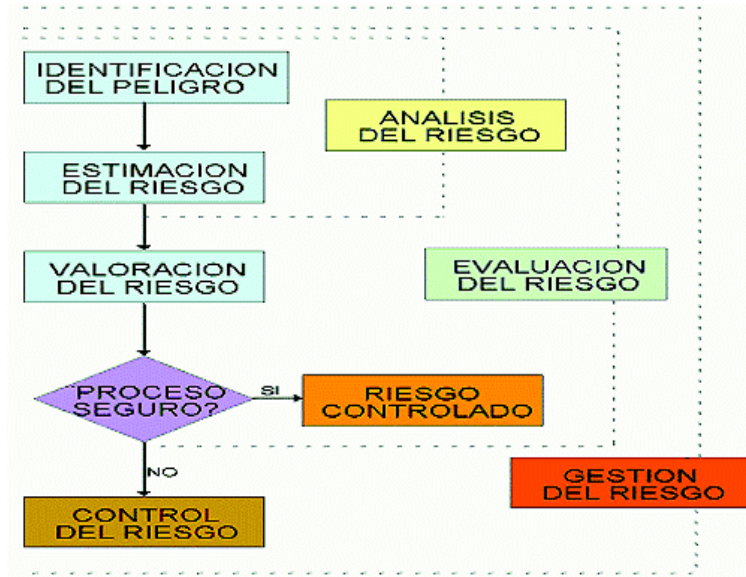 IDENTIFICACION
DEL PELIGRO
ANALISIS
DEL RIESGO
ESTIMACION
DEL RIESGO
VALORACION
DEL RIESGO
EVALUACION
DEL RIESGO
PROCESO
SEGURO?
SI
RIESGO
CONTROLADO
NO
GESTION
DEL RIESGO
CONTROL
DEL RIESGO